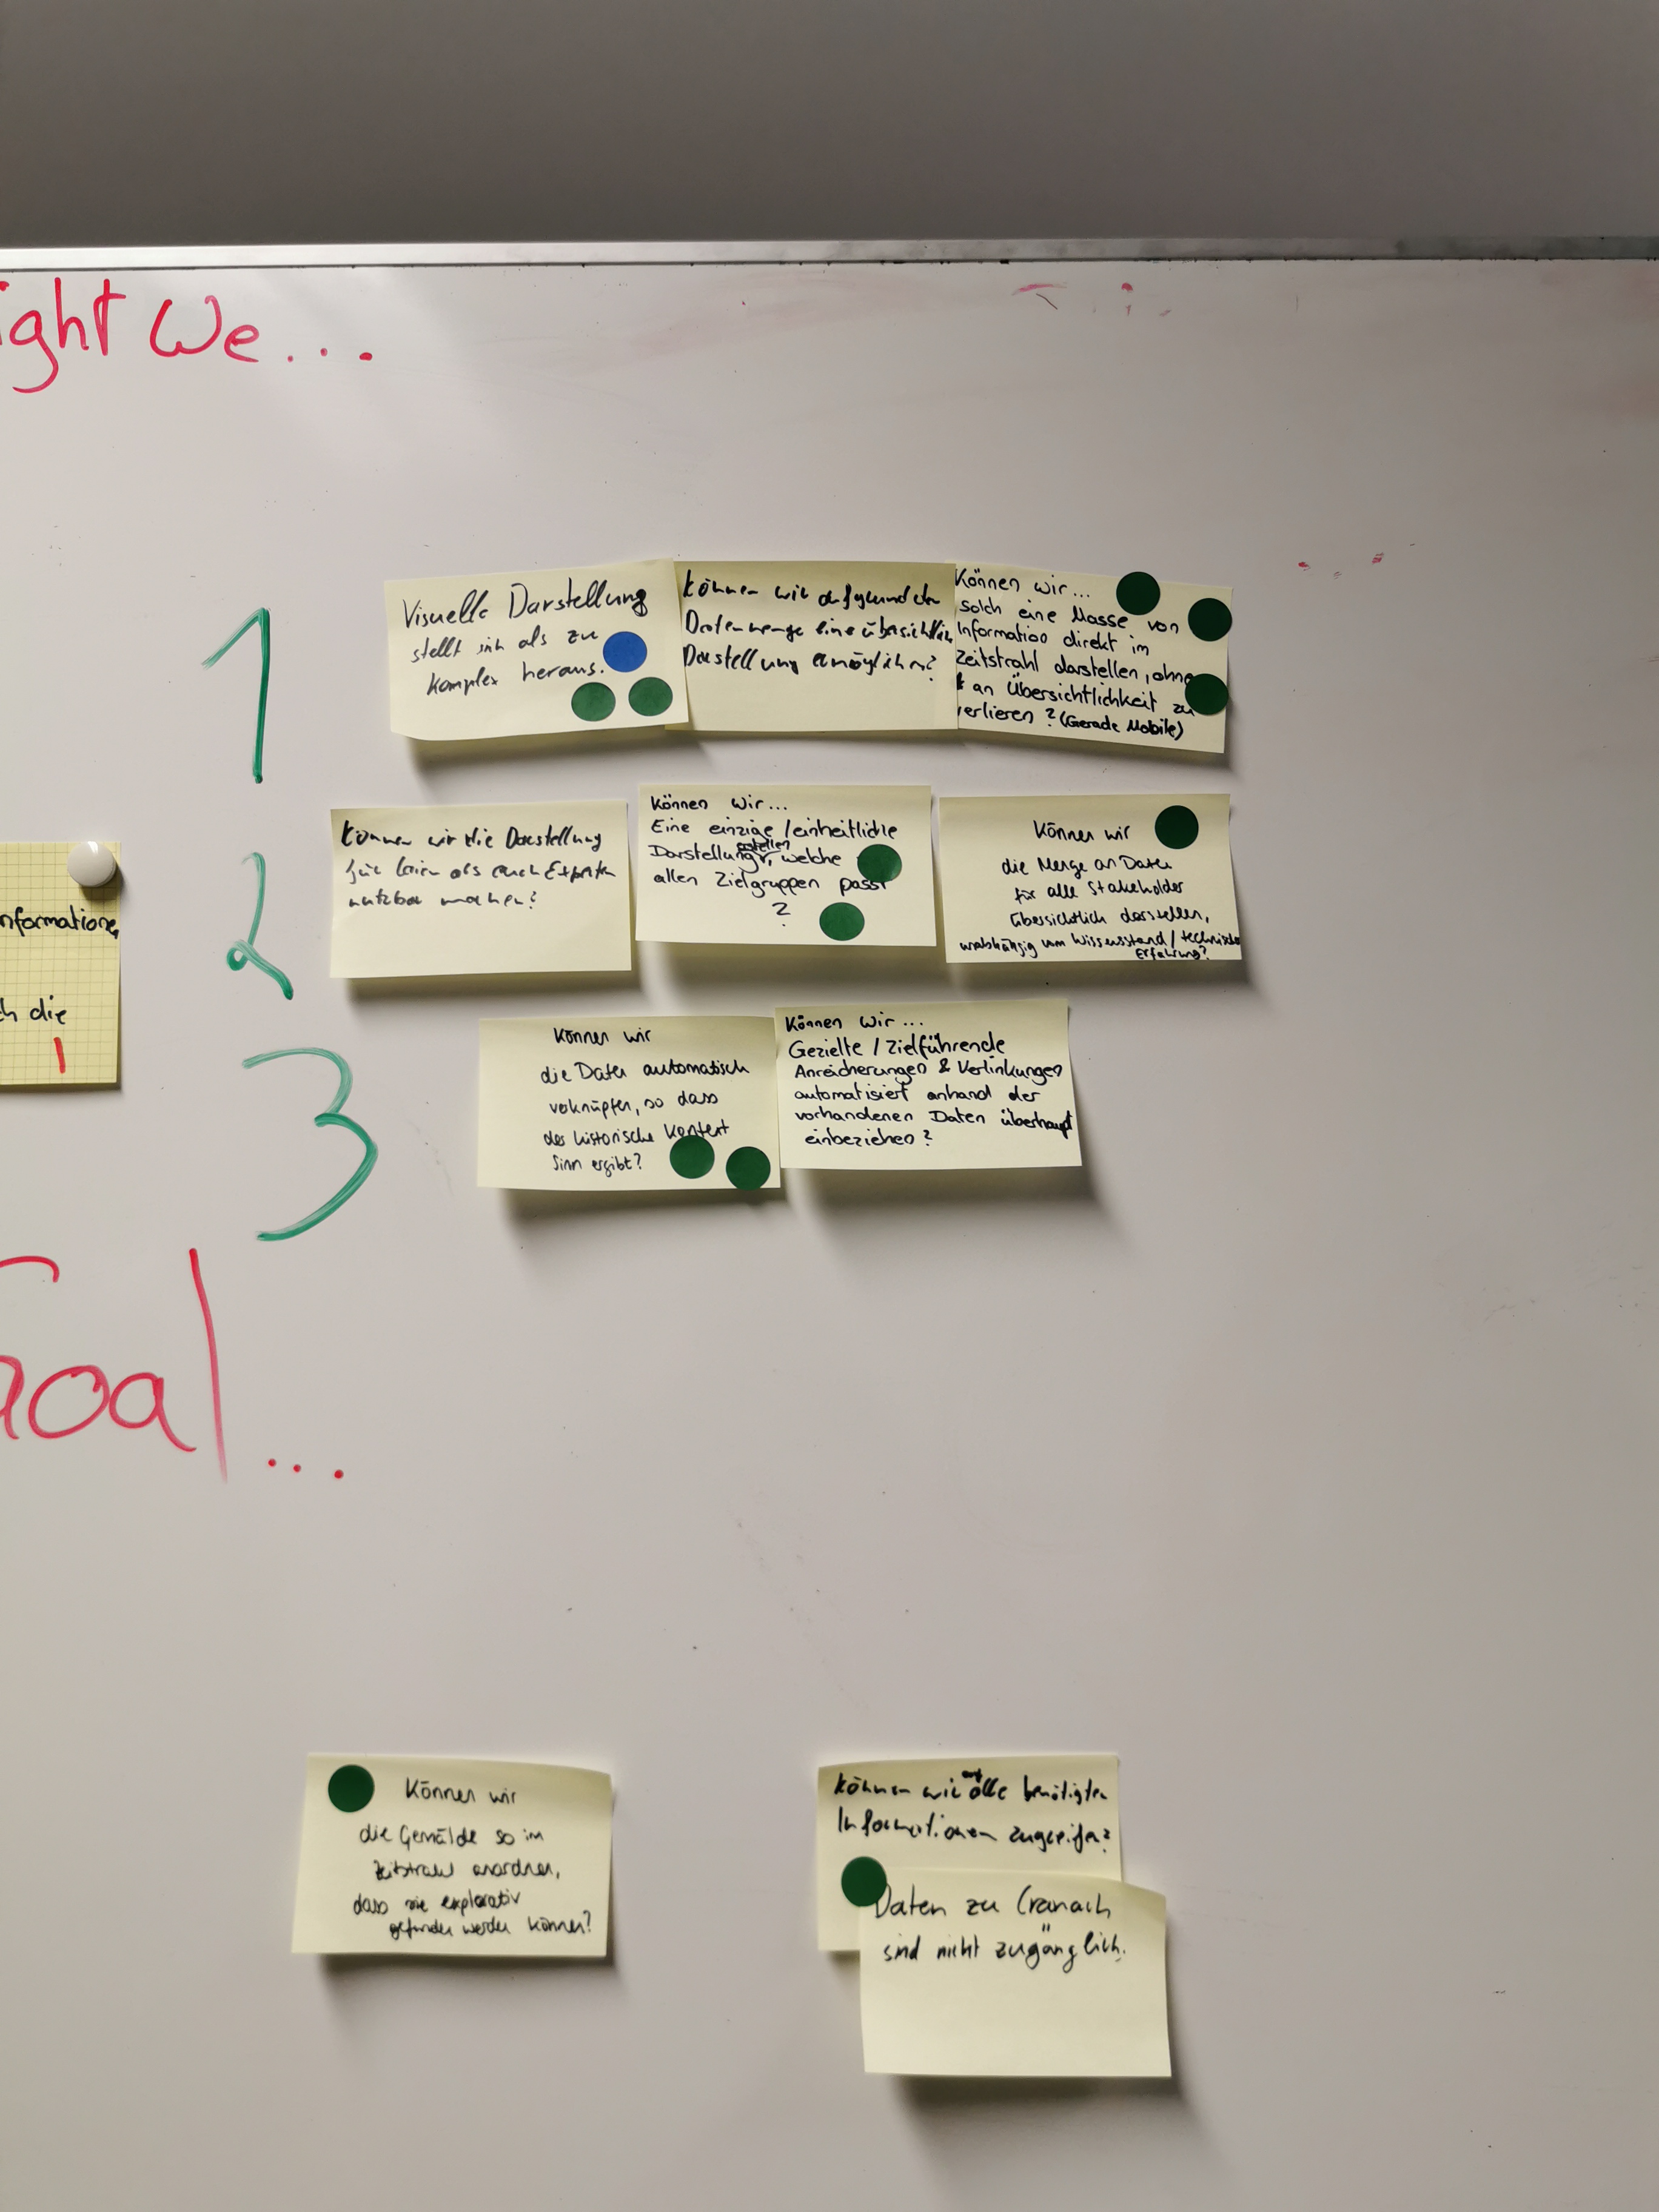 ight We...
1
Visuelle Darstellung
stellt sich als zu
komplex heraus.
Können wir aufgrund der
Datenmenge eine übersichtlich
Darstellung ermöglichen?
Können wir...
solch eine Masse von
Information direkt im
Zeitstrahl darstellen, ohne
an Übersichtlichkeit zu
verlieren? (Gerade Mobile)
2
Können wir die Darstellung
für Laien als auch Experten
nutzbar machen?
Können Wir...
Eine einzige/einheitliche
Darstellung erstellen, welche
allen Zielgruppen passt
?
Können wir
die Menge an Daten
für alle Stakeholder
übersichtlich darstellen,
unabhängig vom Wissensstand/technischer
Erfahrung?
nformationen
ch die
1
3
Können wir
die Daten automatisch
verknüpfen, so dass
der historische Kontext
Sinn ergibt?
Können Wir...
Gezielte / Zielführende
Anreicherungen & Verlinkungen
automatisiert anhand der
vorhandenen Daten überhaupt
einbeziehen?
Goal...
Können wir
die Gemälde so im
Zeitstrahl anordnen,
dass sie explorativ
gefunden werden können?
Können wir auf alle benötigten
Informationen zugreifen?
Daten zu Cranach
sind nicht zugänglich.